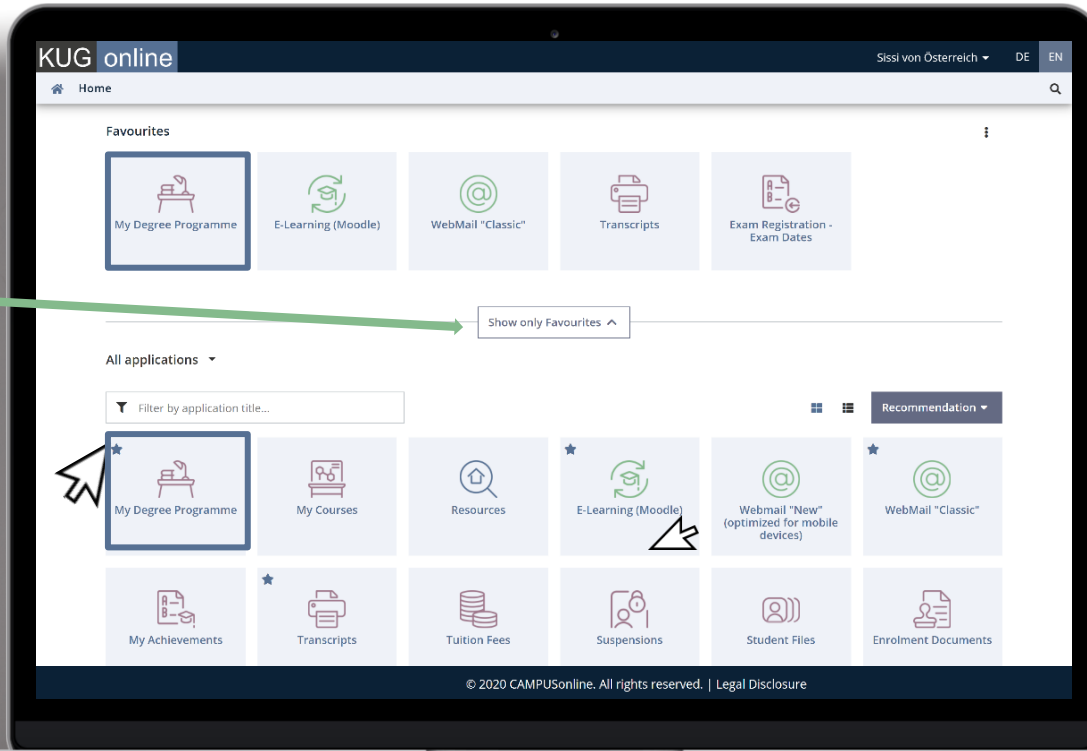 KUG online
Sissi von Österreich DE EN
Home
Favourites
My Degree Programme
E-Learning (Moodle)
WebMail "Classic"
Transcripts
Exam Registration -
Exam Dates
Show only Favourites
All applications
Filter by application title...
Recommendation
My Degree Programme
My Courses
Resources
E-Learning (Moodle)
Webmail "New"
(optimized for mobile
devices)
WebMail "Classic"
My Achievements
Transcripts
Tuition Fees
Suspensions
Student Files
Enrolment Documents
© 2020 CAMPUSonline. All rights reserved. | Legal Disclosure